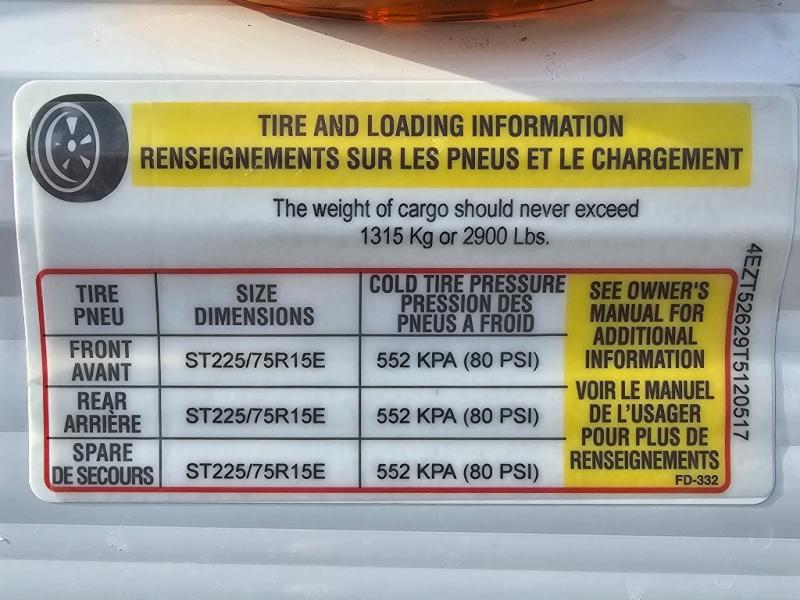 TIRE AND LOADING INFORMATION
RENSEIGNEMENTS SUR LES PNEUS ET LE CHARGEMENT
The weight of cargo should never exceed
1315 Kg or 2900 Lbs.
TIRE
PNEU
SIZE
DIMENSIONS
COLD TIRE PRESSURE
PRESSION DES
PNEUS A FROID
FRONT
AVANT
ST225/75R15E
552 KPA (80 PSI)
REAR
ARRIÈRE
ST225/75R15E
552 KPA (80 PSI)
SPARE
DE SECOURS
ST225/75R15E
552 KPA (80 PSI)
SEE OWNER'S
MANUAL FOR
ADDITIONAL
INFORMATION
VOIR LE MANUEL
DE L'USAGER
POUR PLUS DE
RENSEIGNEMENTS
FD-332
4EZT52629T5120517